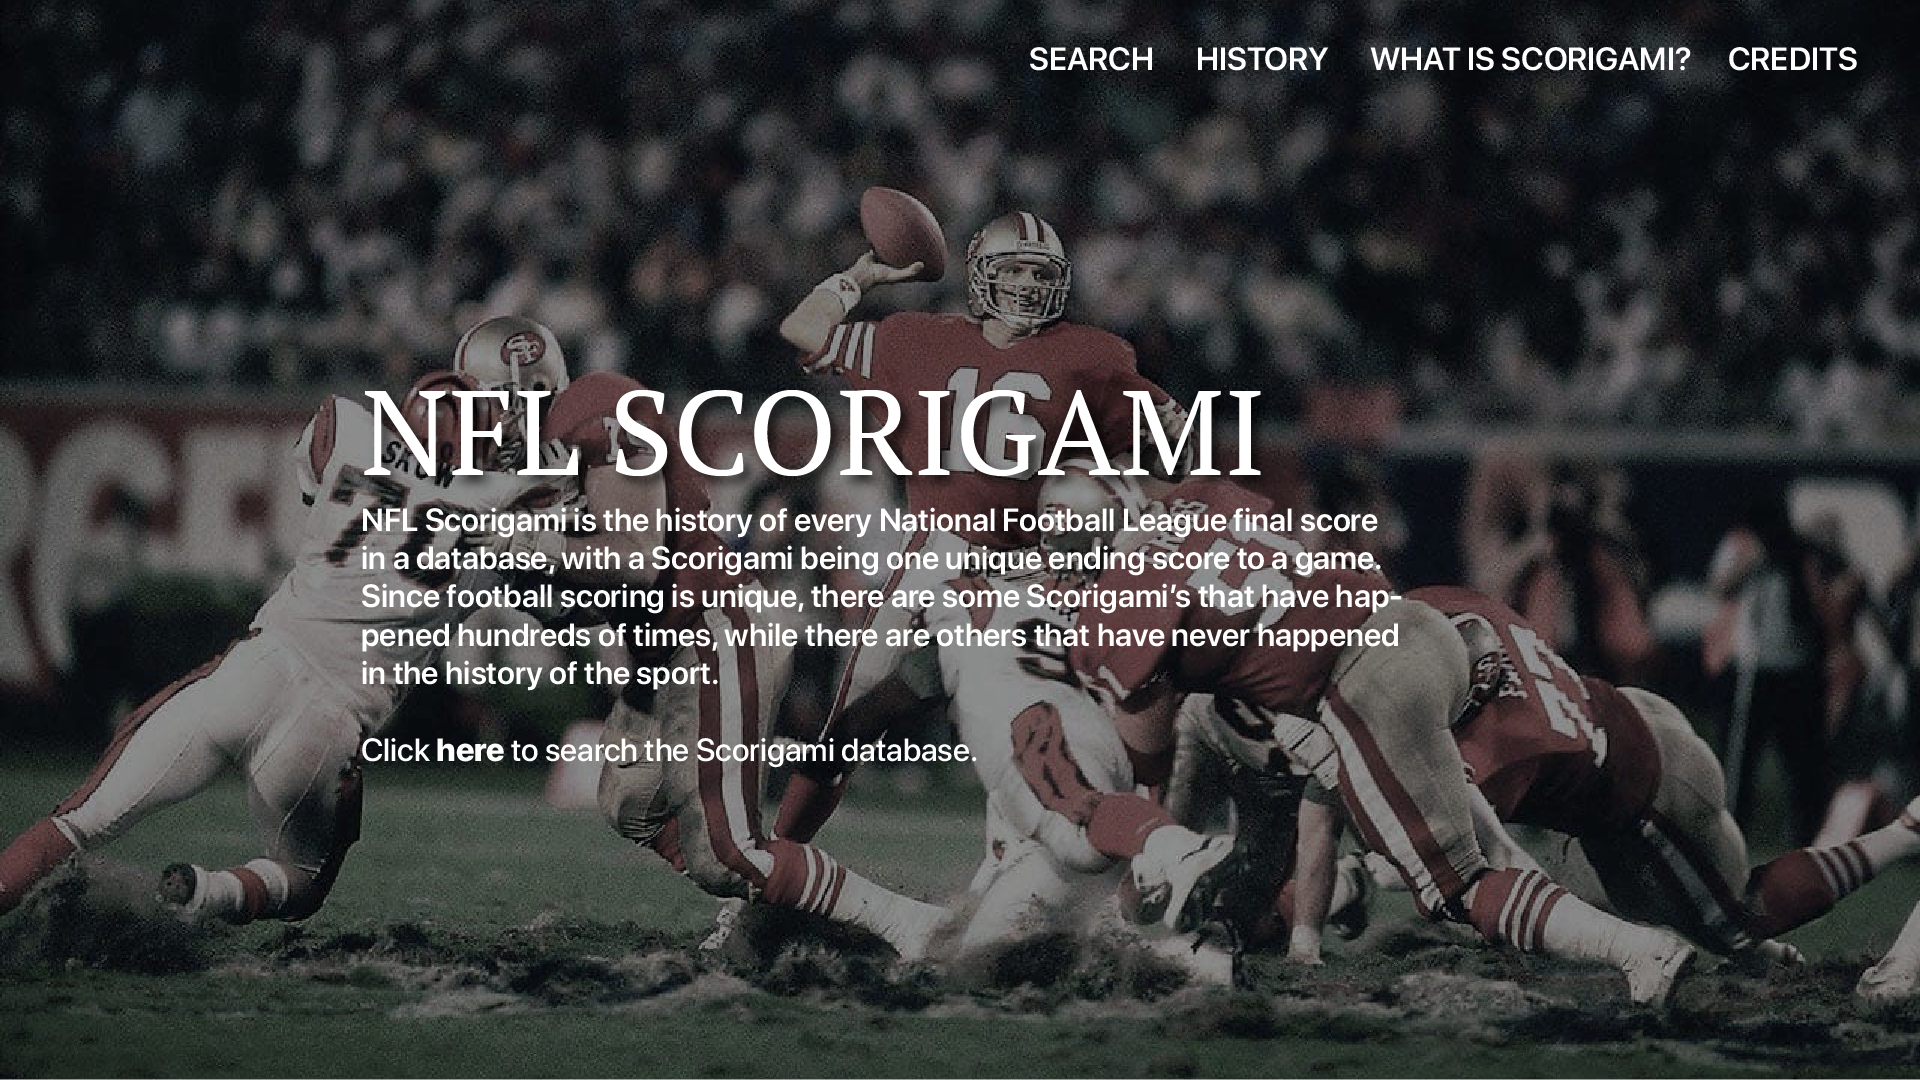 SEARCH HISTORY WHAT IS SCORIGAMI? CREDITS
16
NFL SCORIGAMI
NFL Scorigami is the history of every National Football League final score
in a database, with a Scorigami being one unique ending score to a game.
Since football scoring is unique, there are some Scorigami’s that have hap-
pened hundreds of times, while there are others that have never happened
in the history of the sport.
Click here to search the Scorigami database.